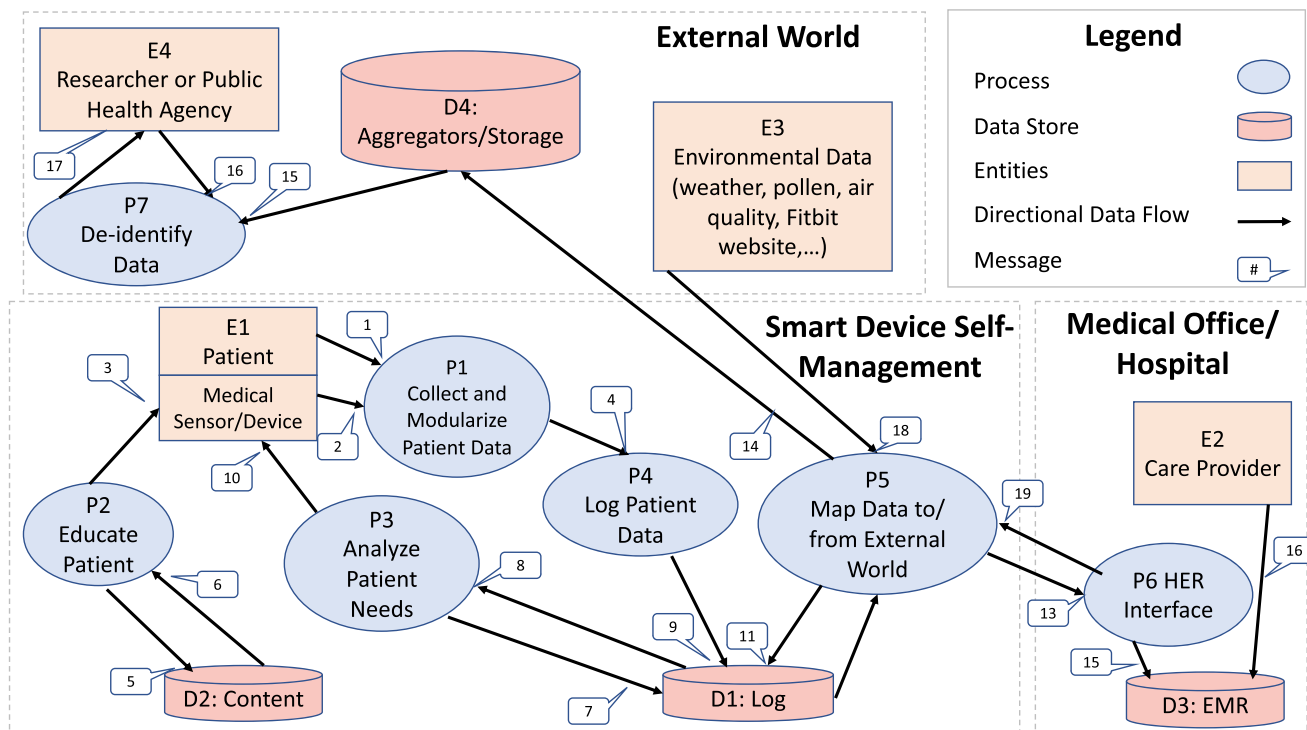 External World
E4
Researcher or Public
Health Agency
17
16
15
P7
De-identify
Data
D4:
Aggregators/Storage
E3
Environmental Data
(weather, pollen, air
quality, Fitbit
website,...)
Legend
Process
Data Store
Entities
Directional Data Flow
Message
#
Smart Device Self-
Management
E1
Patient
Medical
Sensor/Device
1
2
3
P1
Collect and
Modularize
Patient Data
4
14
18
10
P2
Educate
Patient
P3
Analyze
Patient
Needs
P4
Log Patient
Data
P5
Map Data to/
from External
World
19
6
8
9
11
5
7
D2: Content
D1: Log
Medical Office/
Hospital
E2
Care Provider
16
P6 HER
Interface
13
15
D3: EMR